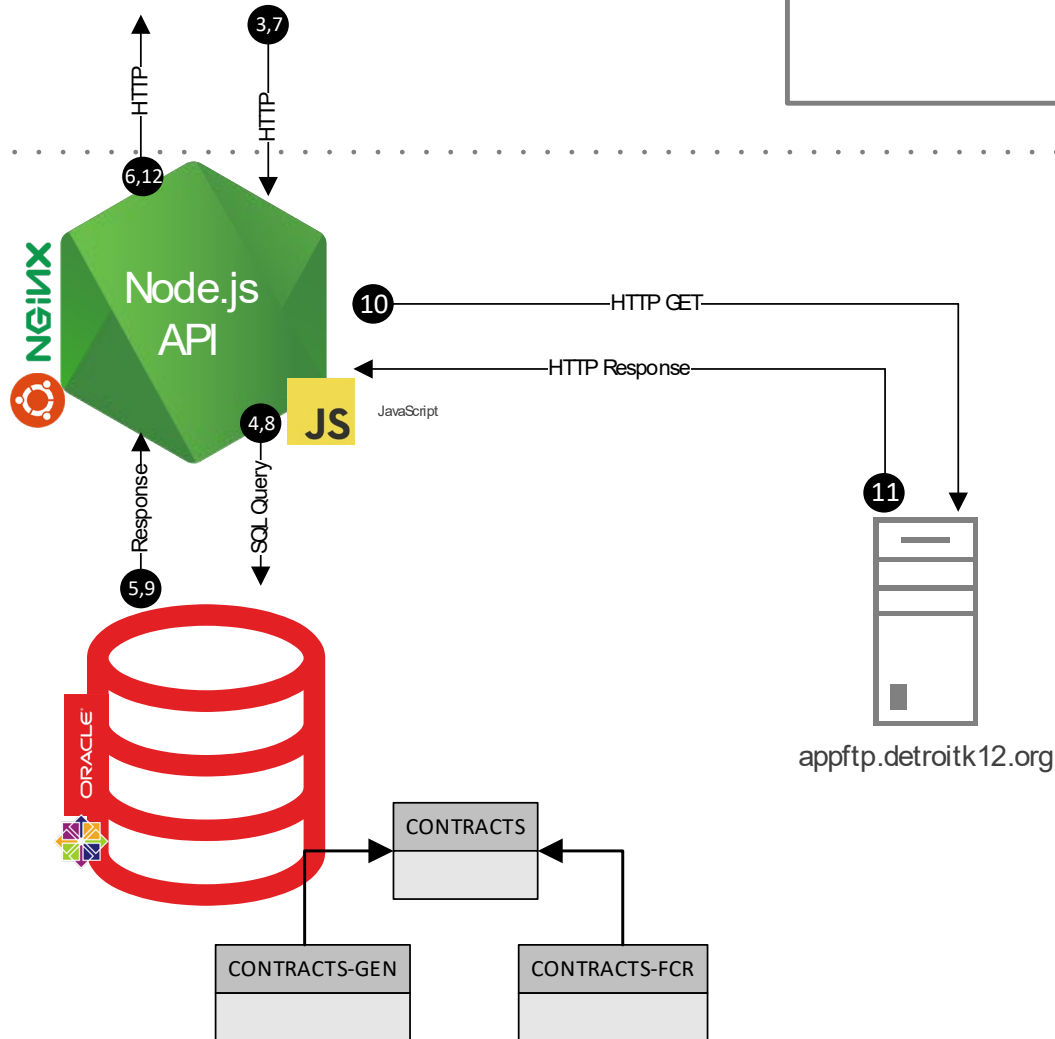 3,7
HTTP
HTTP
6,12
NGINX
Node.js
API
10
HTTP GET
HTTP Response
JS
JavaScript
4,8
Response
SQL Query
11
5,9
ORACLE
appftp.detroitk12.org
CONTRACTS
CONTRACTS-GEN
CONTRACTS-FCR